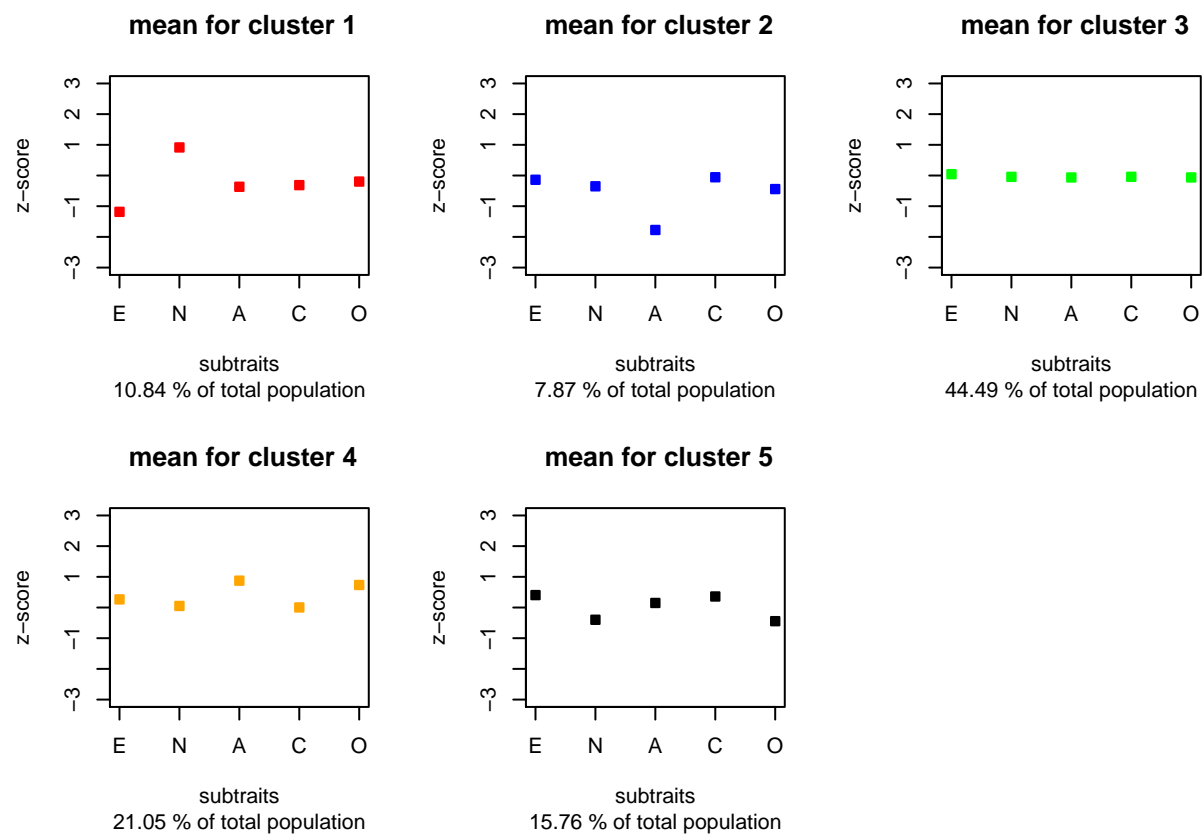 mean for cluster 1
z−score
3
2
1
−1
−3
E N A C O
subtraits
10.84 % of total population
mean for cluster 2
z−score
3
2
1
−1
−3
E N A C O
subtraits
7.87 % of total population
mean for cluster 3
z−score
3
2
1
−1
−3
E N A C O
subtraits
44.49 % of total population
mean for cluster 4
z−score
3
2
1
−1
−3
E N A C O
subtraits
21.05 % of total population
mean for cluster 5
z−score
3
2
1
−1
−3
E N A C O
subtraits
15.76 % of total population